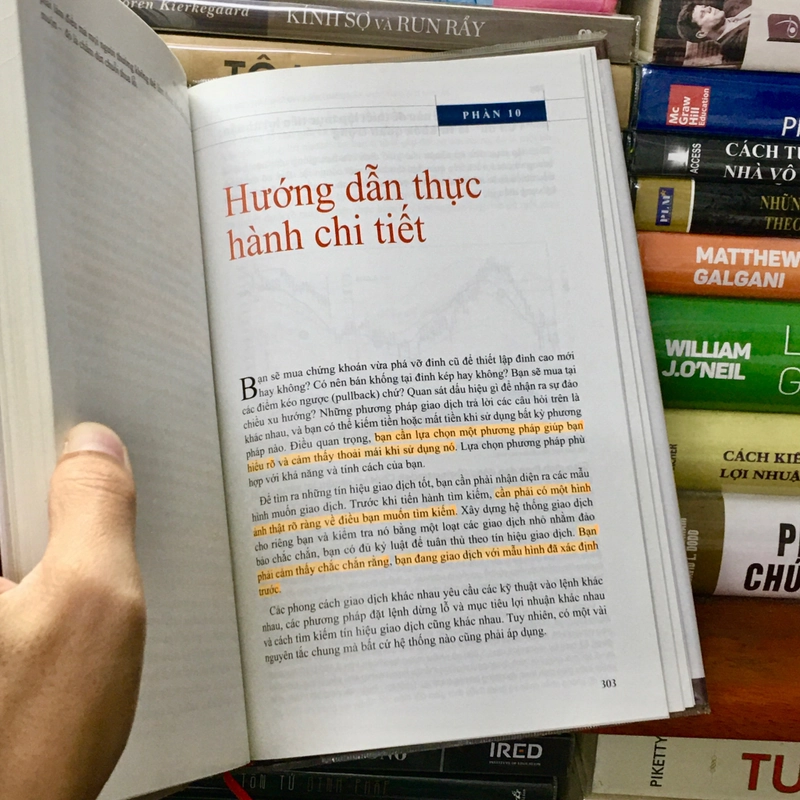 Soren Kierkegaard
KÍNH SỢ VÀ RUN RẨY
PHẦN 10
Hướng dẫn thực
hành chi tiết
Bạn sẽ mua chứng khoán vừa phá vỡ đỉnh cũ để thiết lập đỉnh cao mới
hay không? Có nên bán khống tại đỉnh kép hay không? Bạn sẽ mua tại
các điểm kéo ngược (pullback) chứ? Quan sát dấu hiệu gì để nhận ra sự đảo
chiều xu hướng? Những phương pháp giao dịch trả lời các câu hỏi trên là
khác nhau, và bạn có thể kiếm tiền hoặc mất tiền khi sử dụng bất kỳ phương
pháp nào. Điều quan trọng, bạn cần lựa chọn một phương pháp giúp bạn
hiểu rõ và cảm thấy thoải mái khi sử dụng nó. Lựa chọn phương pháp phù
hợp với khả năng và tính cách của bạn.
Để tìm ra những tín hiệu giao dịch tốt, bạn cần phải nhận diện ra các mẫu
hình muốn giao dịch. Trước khi tiến hành tìm kiếm, cần phải có một hình
ảnh thật rõ ràng về điều bạn muốn tìm kiếm. Xây dựng hệ thống giao dịch
cho riêng bạn và kiểm tra nó bằng một loạt các giao dịch nhỏ nhằm đảm
bảo chắc chắn, bạn có đủ kỷ luật để tuân thủ theo tín hiệu giao dịch. Bạn
phải cảm thấy chắc chắn rằng, bạn đang giao dịch với mẫu hình đã xác định
trước.
Các phong cách giao dịch khác nhau yêu cầu các kỹ thuật vào lệnh khác
nhau, các phương pháp đặt lệnh dừng lỗ và mục tiêu lợi nhuận khác nhau
và cách tìm kiếm tín hiệu giao dịch cũng khác nhau. Tuy nhiên, có một vài
nguyên tắc chung mà bất cứ hệ thống nào cũng phải áp dụng.
303
Mc
Graw
Hill
Education
ACCESS
CÁCH
NHÀ VÔ
PLM
NHỮN
THEO
MATTHEW
GALGANI
WILLIAM
J.O'NEIL
CÁCH KIẾ
LỢI NHUẬ
CHỨ
IRED
PIKETTY
TU